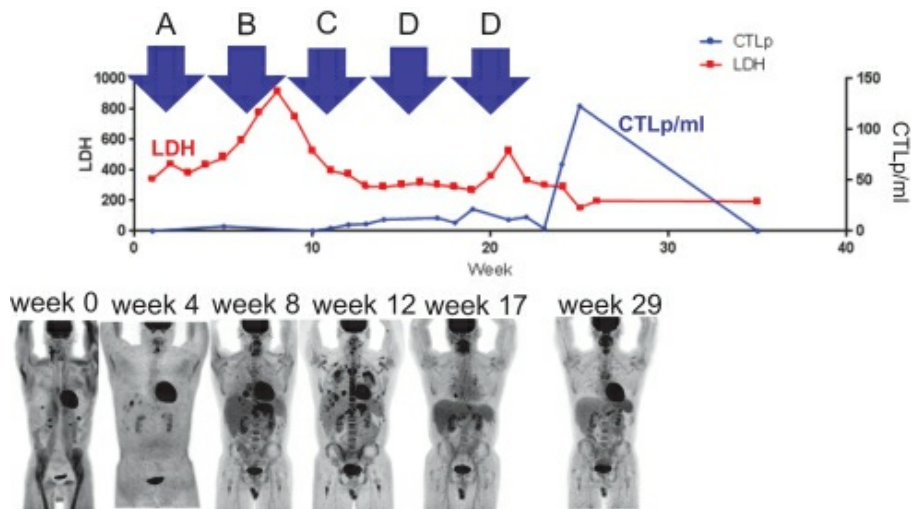 A B C D D
CTLp
LDH
1000 150
800
600 100
400 50
200
0 0
LDH
CTLp/ml
LDH
CTLp/ml
0 10 20 30 40
Week
week 0 week 4 week 8 week 12 week 17 week 29